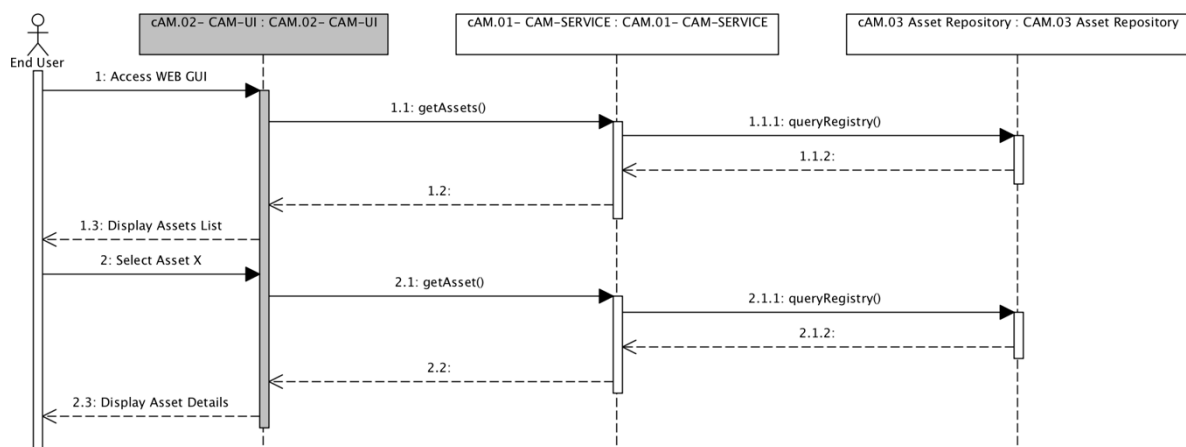 cAM.02- CAM-UI : CAM.02- CAM-UI
cAM.01- CAM-SERVICE : CAM.01- CAM-SERVICE
cAM.03 Asset Repository : CAM.03 Asset Repository
End User
1: Access WEB GUI
1.1: getAssets()
1.1.1: queryRegistry()
1.1.2:
1.2:
1.3: Display Assets List
2: Select Asset X
2.1: getAsset()
2.1.1: queryRegistry()
2.1.2:
2.2:
2.3: Display Asset Details